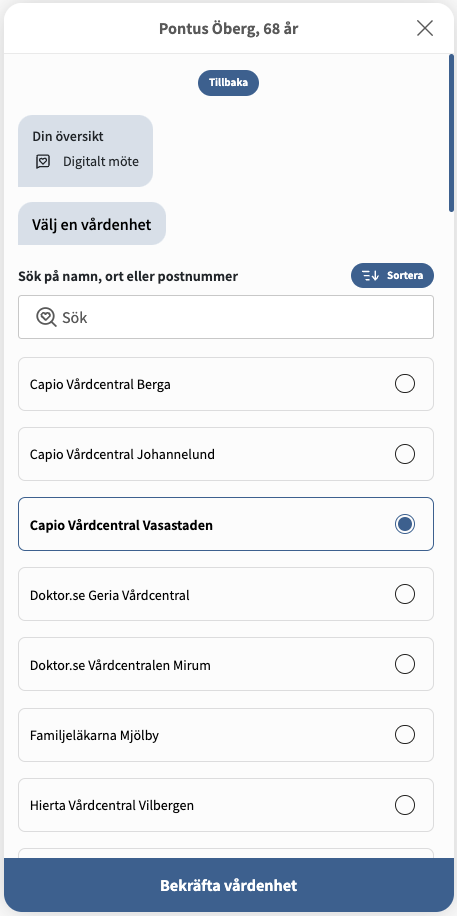 Pontus Öberg, 68 år
Tillbaka
Din översikt
Digitalt möte
Välj en vårdenhet
Sök på namn, ort eller postnummer
Sortera
Sök
Capio Vårdcentral Berga
Capio Vårdcentral Johannelund
Capio Vårdcentral Vasastaden
Doktor.se Geria Vårdcentral
Doktor.se Vårdcentralen Mirum
Familjeläkarna Mjölby
Hierta Vårdcentral Vilbergen
Bekräfta vårdenhet